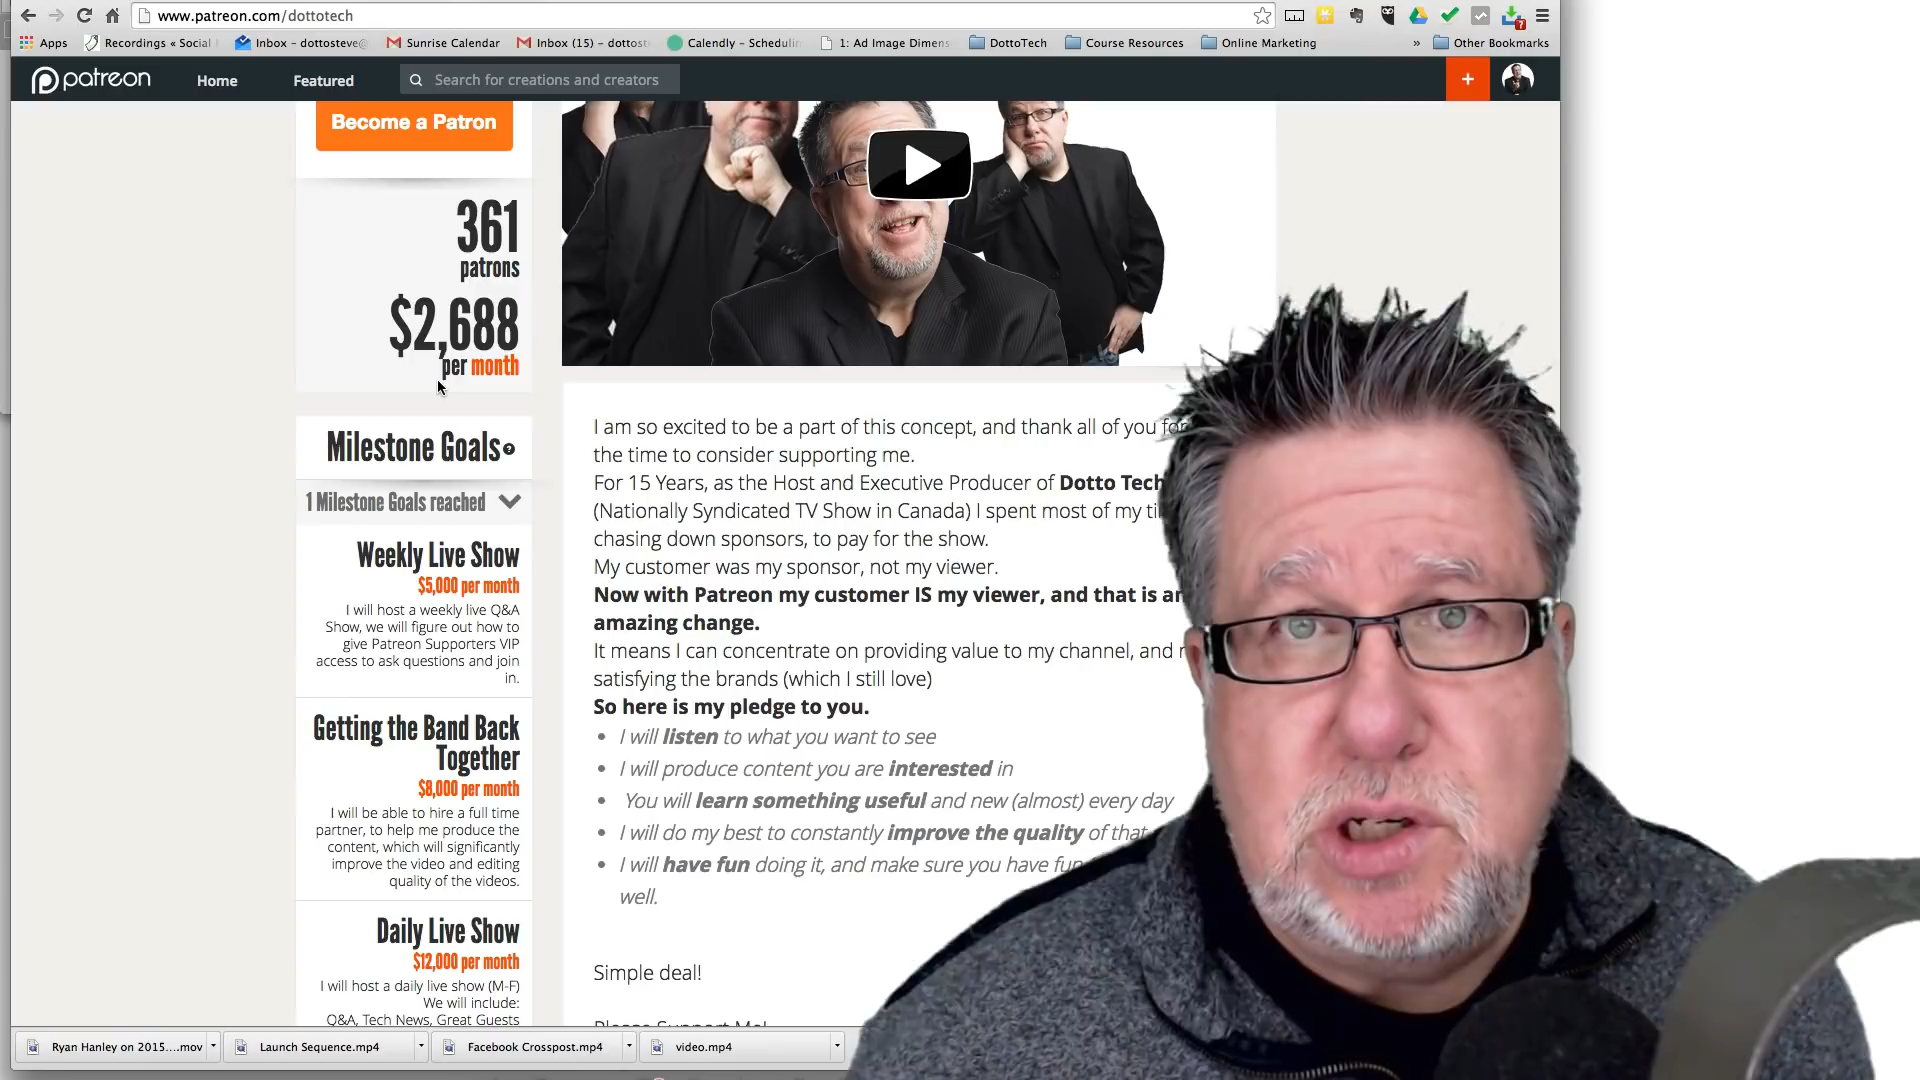 www.patreon.com/dottotech
Apps
Recordings « Social
Inbox - dottosteve@
Sunrise Calendar
Inbox (15) - dottost
Calendly - Schedulin
1: Ad Image Dimens
DottoTech
Course Resources
Online Marketing
»
Other Bookmarks
patreon
Home
Featured
Search for creations and creators
+
Become a Patron
361
patrons
$2,688
per month
Milestone Goals
1 Milestone Goals reached
Weekly Live Show
$5,000 per month
I will host a weekly live Q&A
Show, we will figure out how to
give Patreon Supporters VIP
access to ask questions and join
in.
Getting the Band Back
Together
$8,000 per month
I will be able to hire a full time
partner, to help me produce the
content, which will significantly
improve the video and editing
quality of the videos.
Daily Live Show
$12,000 per month
I will host a daily live show (M-F)
We will include:
Q&A, Tech News, Great Guests
I am so excited to be a part of this concept, and thank all of you for
the time to consider supporting me.
For 15 Years, as the Host and Executive Producer of Dotto Tech
(Nationally Syndicated TV Show in Canada) I spent most of my ti
chasing down sponsors, to pay for the show.
My customer was my sponsor, not my viewer.
Now with Patreon my customer IS my viewer, and that is an
amazing change.
It means I can concentrate on providing value to my channel, and
satisfying the brands (which I still love)
So here is my pledge to you.
• I will listen to what you want to see
• I will produce content you are interested in
• You will learn something useful and new (almost) every day
• I will do my best to constantly improve the quality of that
• I will have fun doing it, and make sure you have fun
well.
Simple deal!
Please Support Me!
Ryan Hanley on 2015....mov
Launch Sequence.mp4
Facebook Crosspost.mp4
video.mp4